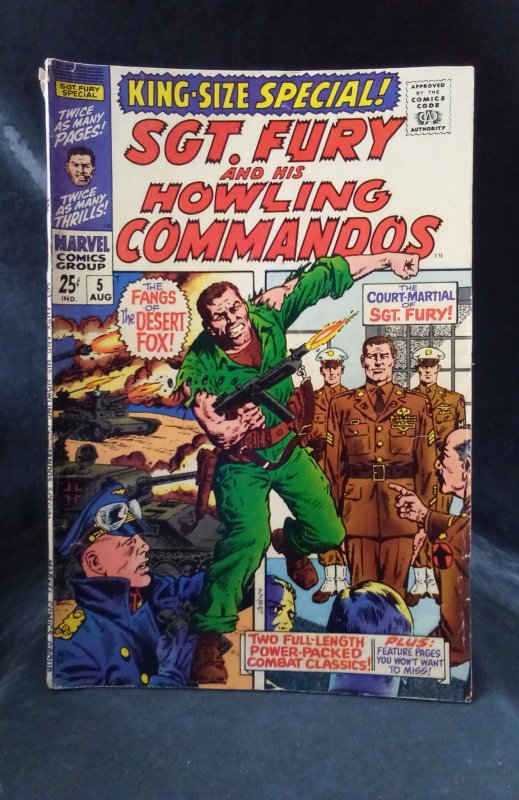 SGT. FURY
SPECIAL
TWICE
AS MANY
PAGES!
TWICE
AS MANY
THRILLS!
MARVEL
COMICS
GROUP
25¢
IND.
5
AUG
KING-SIZE SPECIAL!
APPROVED
BY THE
COMICS
CODE
AUTHORITY
SGT. FURY
AND HIS
HOWLING
COMMANDOS
THE
FANGS
OF
The DESERT
FOX!
THE
COURT-MARTIAL
OF
SGT. FURY!
TWO FULL-LENGTH
POWER-PACKED
COMBAT CLASSICS!
PLUS:
FEATURE PAGES
YOU WON'T WANT
TO MISS!